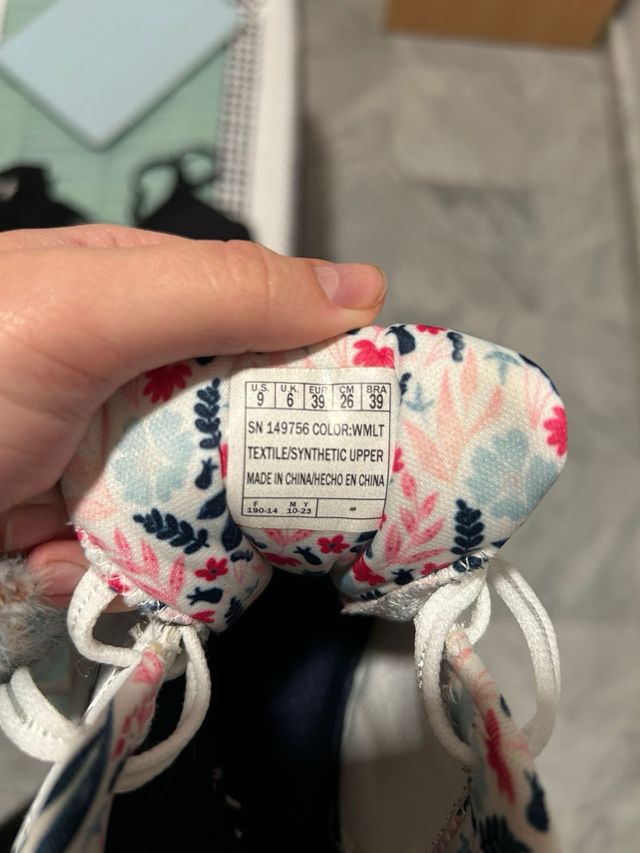 U.S. U.K. EUR CM BRA
9 6 39 26 39
SN 149756 COLOR:WMLT
TEXTILE/SYNTHETIC UPPER
MADE IN CHINA/HECHO EN CHINA
F M Y
190-14 10-23